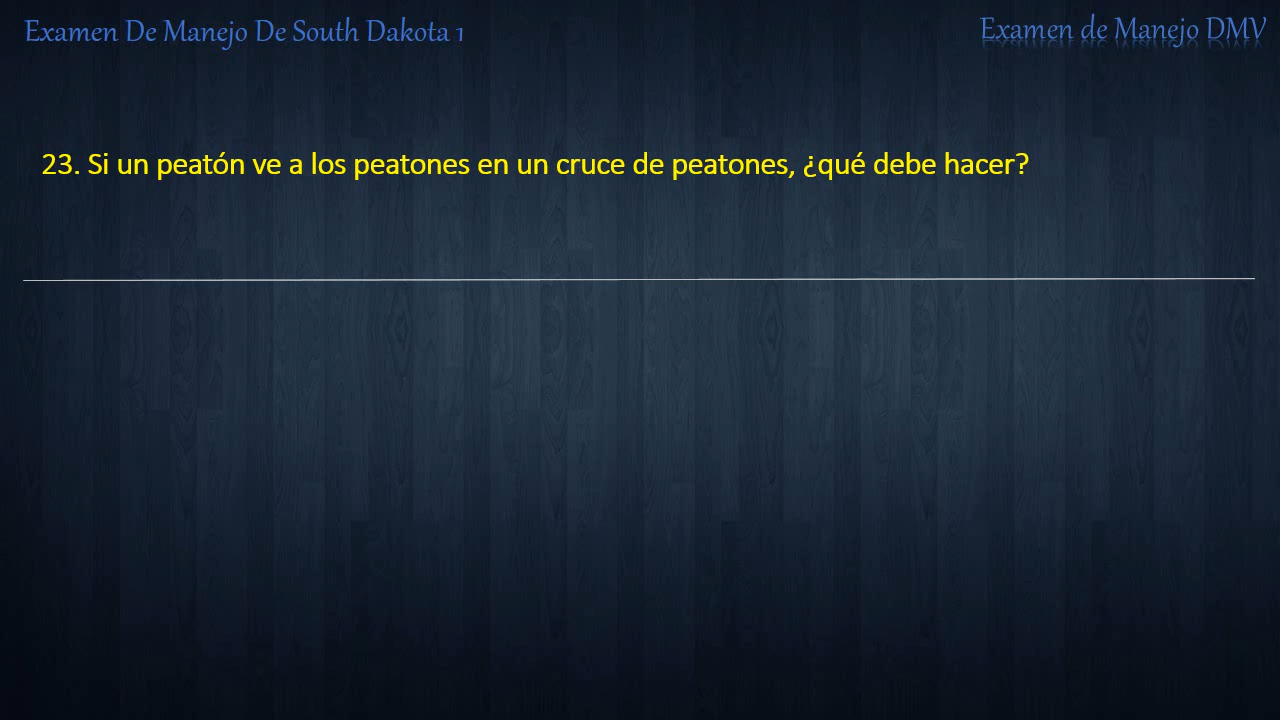 Examen De Manejo De South Dakota 1
Examen de Manejo DMV
23. Si un peatón ve a los peatones en un cruce de peatones, ¿qué debe hacer?